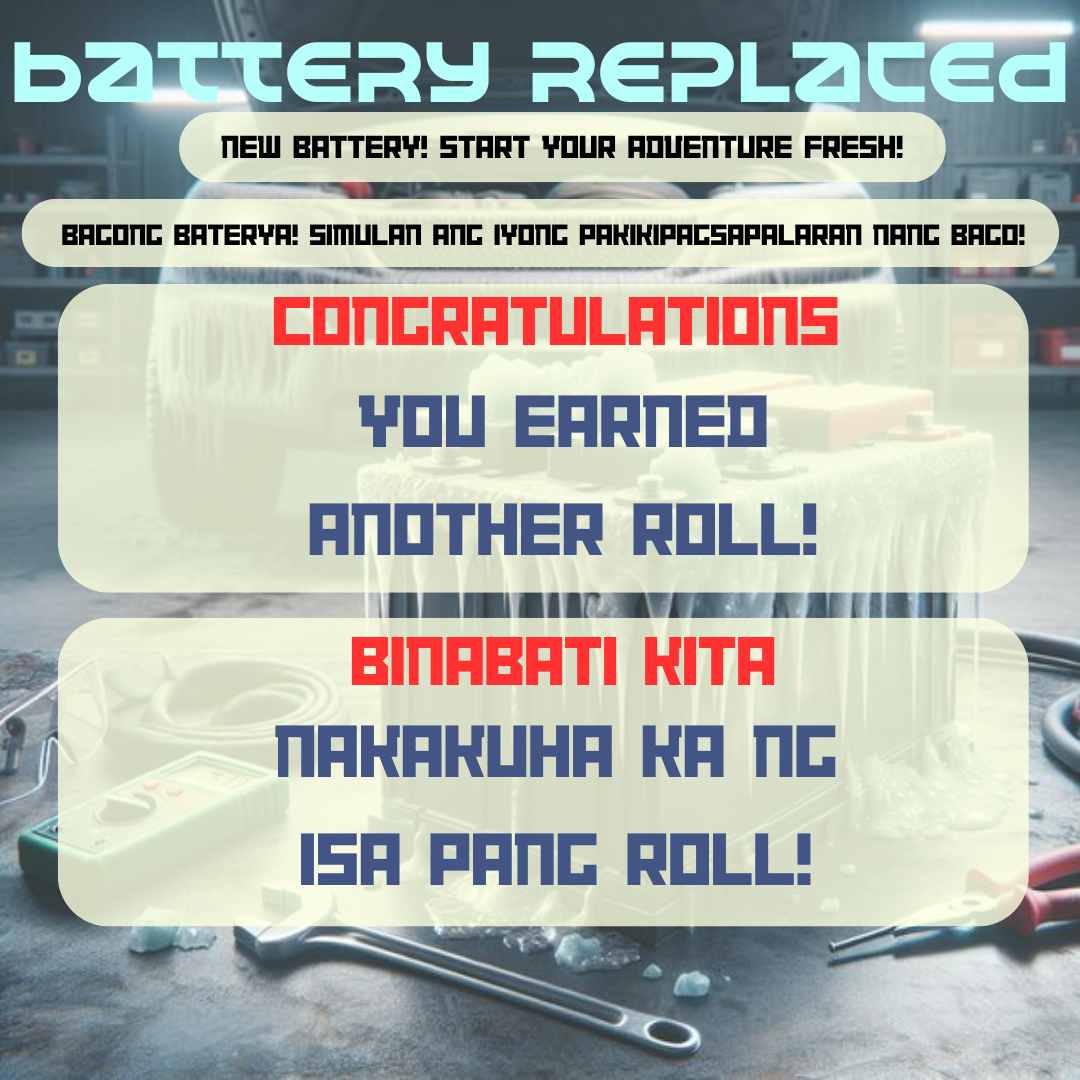 BATTERY REPLACED
NEW BATTERY! START YOUR ADVENTURE FRESH!
BAGONG BATERYA! SIMULAN ANG IYONG PAKIKIPAGSAPALARAN NANG BAGO!
CONGRATULATIONS
YOU EARNED
ANOTHER ROLL!
BINABATI KITA
NAKAKUHA KA NG
ISA PANG ROLL!